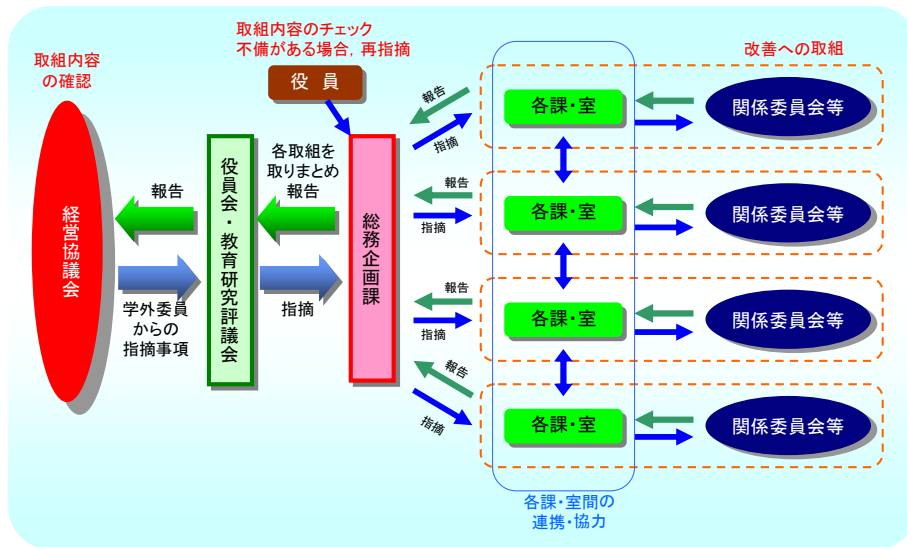 取組内容のチェック
不備がある場合, 再指摘
取組内容
の確認
役 員
改善への取組
経営協議会
報告
学外委員
からの
指摘事項
役員会・教育研究評議会
各取組を
取りまとめ
報告
指摘
総務企画課
報告
指摘
各課・室
関係委員会等
報告
指摘
各課・室
関係委員会等
報告
指摘
各課・室
関係委員会等
報告
指摘
各課・室
関係委員会等
各課・室間の
連携・協力